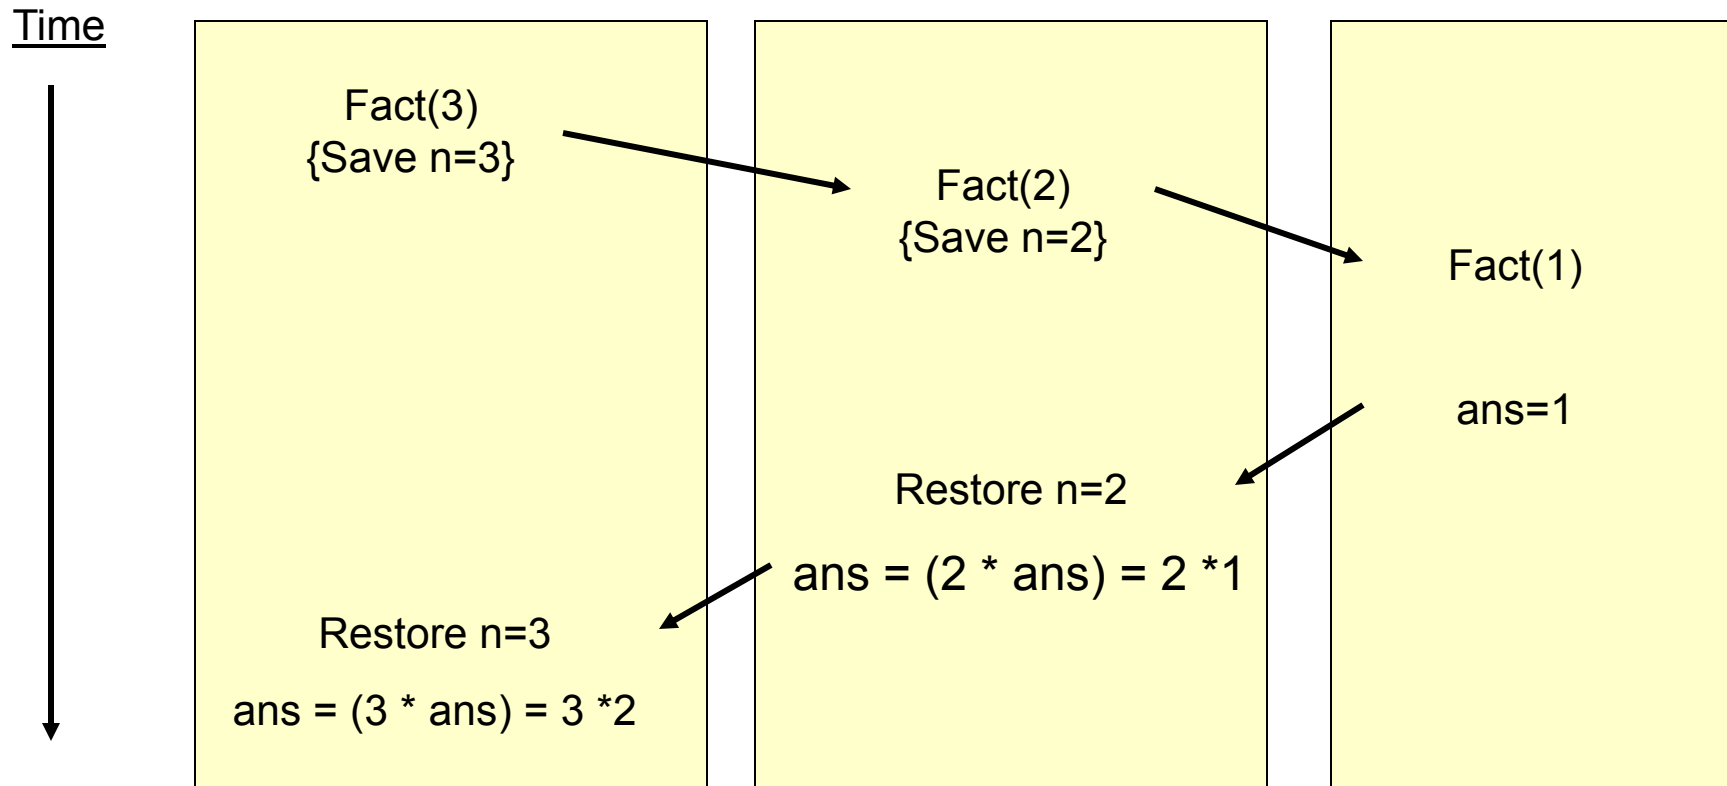 Time
Fact(3)
{Save n=3}
Fact(2)
{Save n=2}
Fact(1)
ans=1
Restore n=2
ans = (2 * ans) = 2 *1
Restore n=3
ans = (3 * ans) = 3 *2